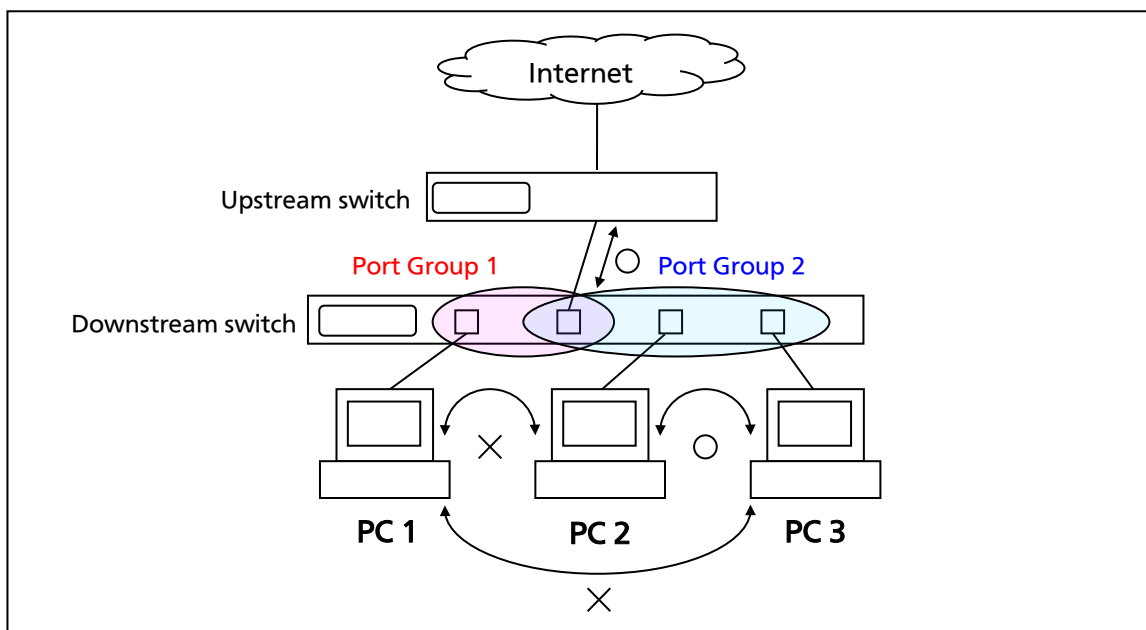 Internet
Upstream switch
Port Group 1
Port Group 2
Downstream switch
PC 1
PC 2
PC 3